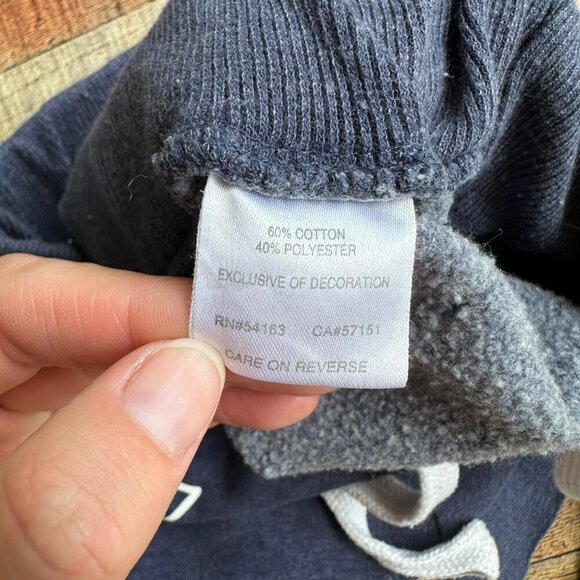 60% COTTON
40% POLYESTER
EXCLUSIVE OF DECORATION
RN#54163 CA#57151
CARE ON REVERSE